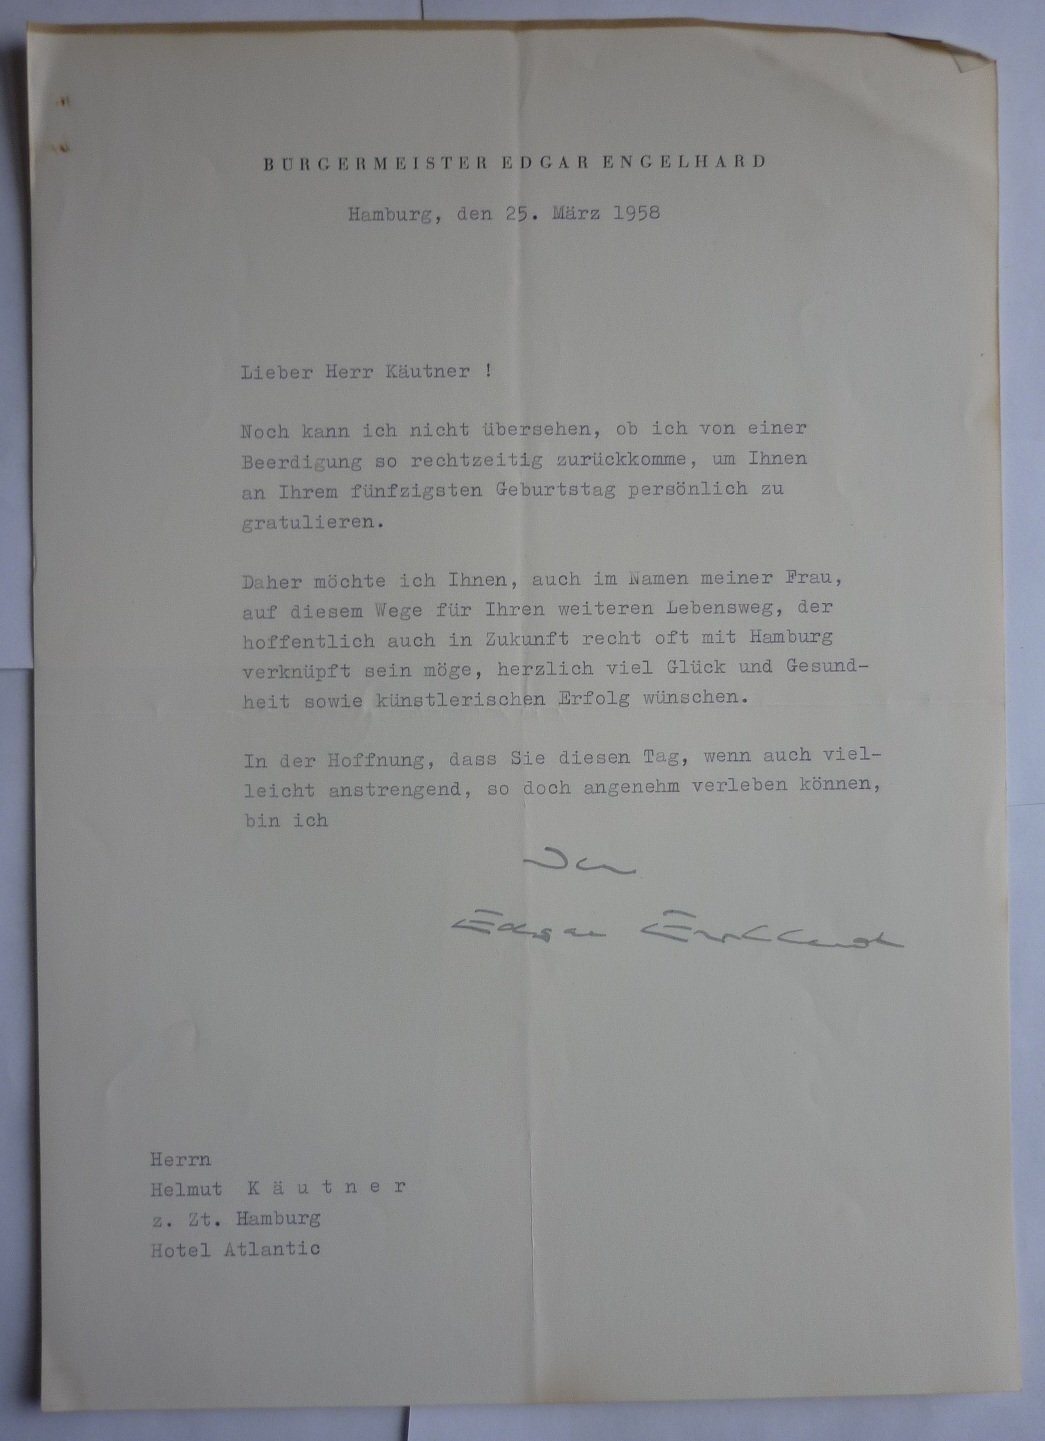 BÜRGERMEISTER EDGAR ENGELHARD
Hamburg, den 25. März 1958
Lieber Herr Käutner !
Noch kann ich nicht übersehen, ob ich von einer
Beerdigung so rechtzeitig zurückkomme, um Ihnen
an Ihrem fünfzigsten Geburtstag persönlich zu
gratulieren.
Daher möchte ich Ihnen, auch im Namen meiner Frau,
auf diesem Wege für Ihren weiteren Lebensweg, der
hoffentlich auch in Zukunft recht oft mit Hamburg
verknüpft sein möge, herzlich viel Glück und Gesund-
heit sowie künstlerischen Erfolg wünschen.
In der Hoffnung, dass Sie diesen Tag, wenn auch viel-
leicht anstrengend, so doch angenehm verleben können,
bin ich
Ihr
Edgar Engelhard
Herrn
Helmut K ä u t n e r
z. Zt. Hamburg
Hotel Atlantic